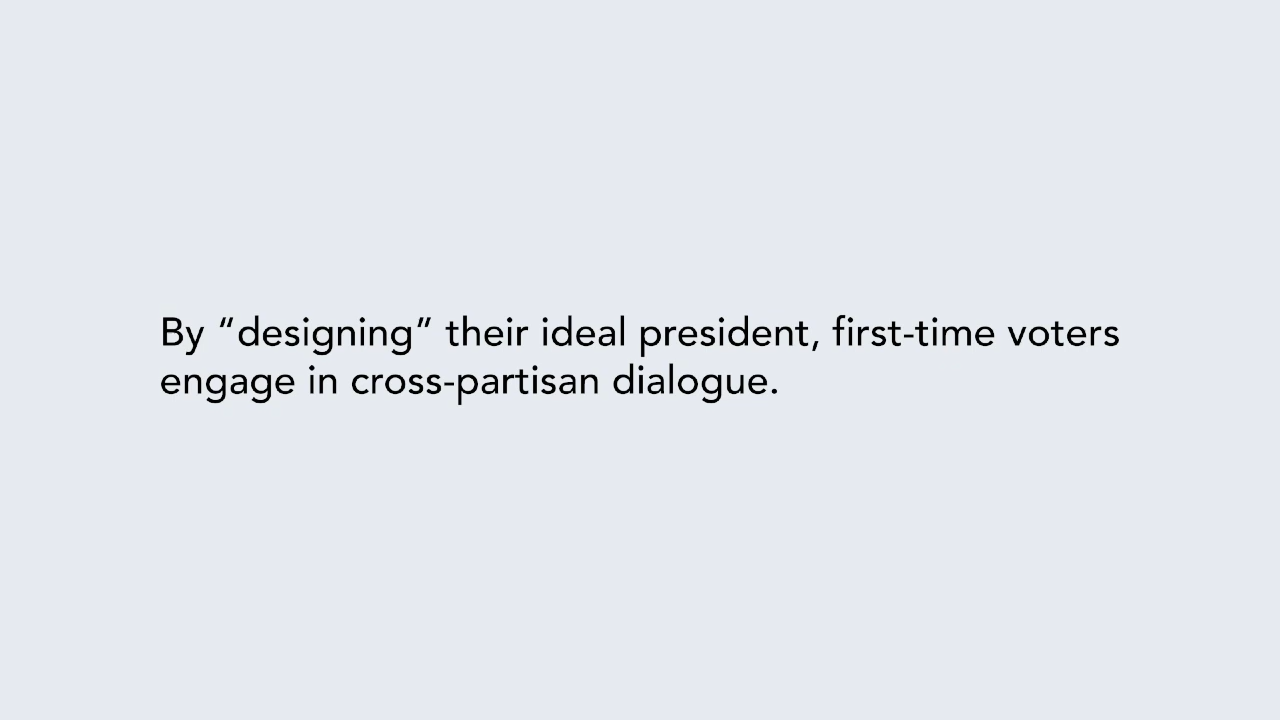 By “designing” their ideal president, first-time voters
engage in cross-partisan dialogue.